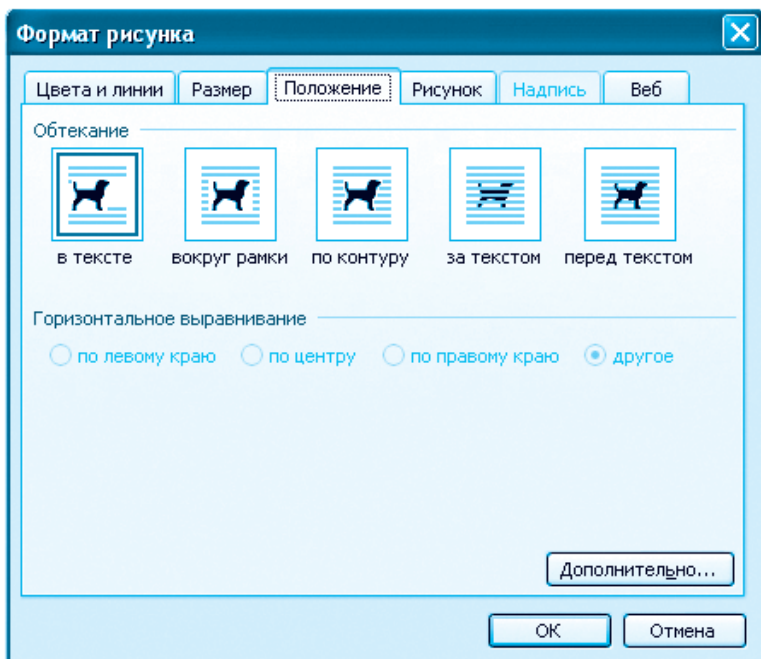 Формат рисунка
Цвета и линии Размер Положение Рисунок Надпись Веб
Обтекание
в тексте вокруг рамки по контуру за текстом перед текстом
Горизонтальное выравнивание
по левому краю по центру по правому краю другое
Дополнительно...
ОК Отмена